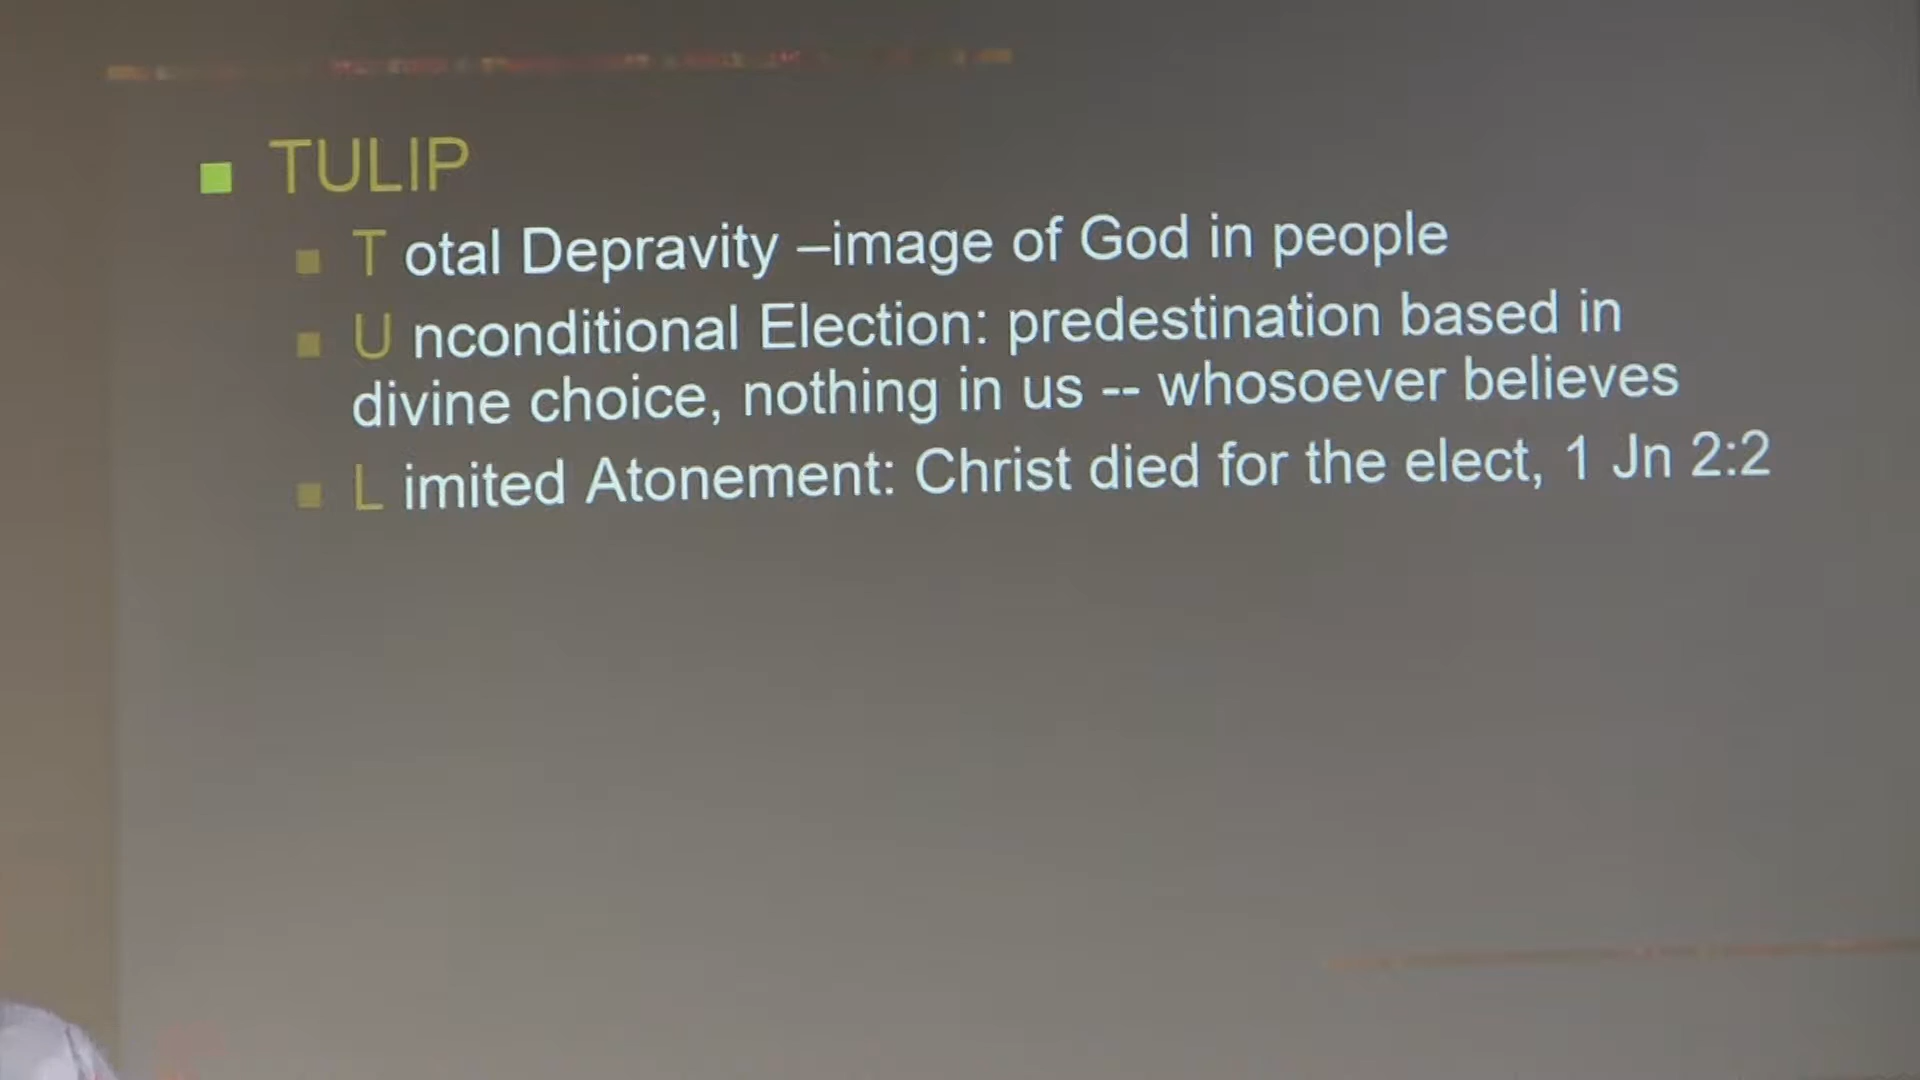 TULIP
T otal Depravity –image of God in people
U nconditional Election: predestination based in
divine choice, nothing in us -- whosoever believes
L imited Atonement: Christ died for the elect, 1 Jn 2:2